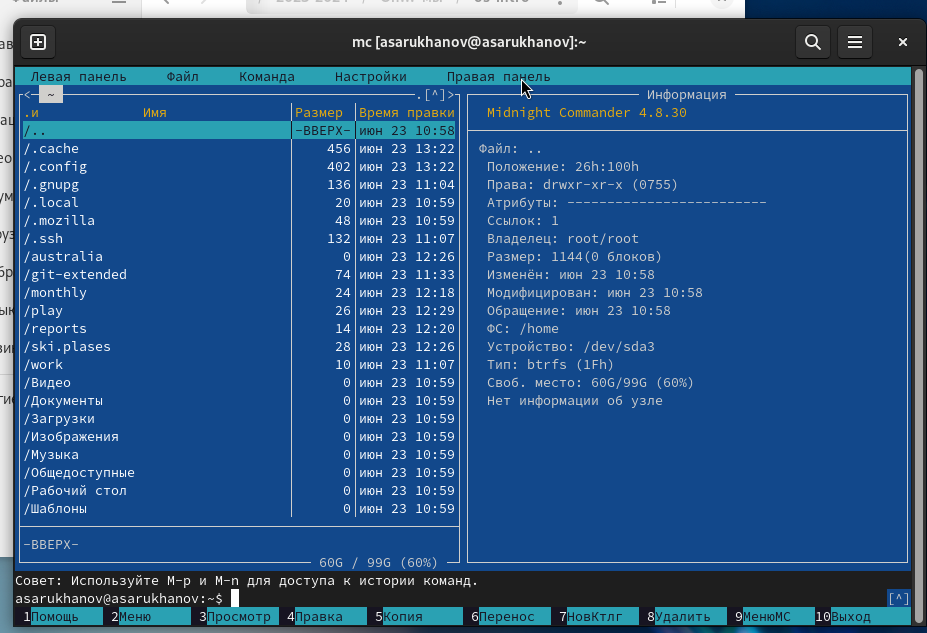 mc [asarukhanov@asarukhanov]:~
Левая панель Файл Команда Настройки Правая панель
<─ ~ .[^]> Информация
.и Имя Размер Время правки Midnight Commander 4.8.30
/.. -ВВЕРХ- июн 23 10:58
/.cache 456 июн 23 13:22 Файл: ..
/.config 402 июн 23 13:22 Положение: 26h:100h
/.gnupg 136 июн 23 11:04 Права: drwxr-xr-x (0755)
/.local 20 июн 23 10:59 Атрибуты: -------------------------
/.mozilla 48 июн 23 10:59 Ссылок: 1
/.ssh 132 июн 23 11:07 Владелец: root/root
/australia 0 июн 23 12:26 Размер: 1144(0 блоков)
/git-extended 74 июн 23 11:33 Изменён: июн 23 10:58
/monthly 24 июн 23 12:18 Модифицирован: июн 23 10:58
/play 26 июн 23 12:29 Обращение: июн 23 10:58
/reports 14 июн 23 12:20 ФС: /home
/ski.plases 28 июн 23 12:26 Устройство: /dev/sda3
/work 10 июн 23 11:07 Тип: btrfs (1Fh)
/Видео 0 июн 23 10:59 Своб. место: 60G/99G (60%)
/Документы 0 июн 23 10:59 Нет информации об узле
/Загрузки 0 июн 23 10:59
/Изображения 0 июн 23 10:59
/Музыка 0 июн 23 10:59
/Общедоступные 0 июн 23 10:59
/Рабочий стол 0 июн 23 10:59
/Шаблоны 0 июн 23 10:59
-ВВЕРХ-
60G / 99G (60%)
Совет: Используйте M-p и M-n для доступа к истории команд.
asarukhanov@asarukhanov:~$ [^]
1Помощь 2Меню 3Просмотр 4Правка 5Копия 6Перенос 7НовКтлг 8Удалить 9МенюMC 10Выход